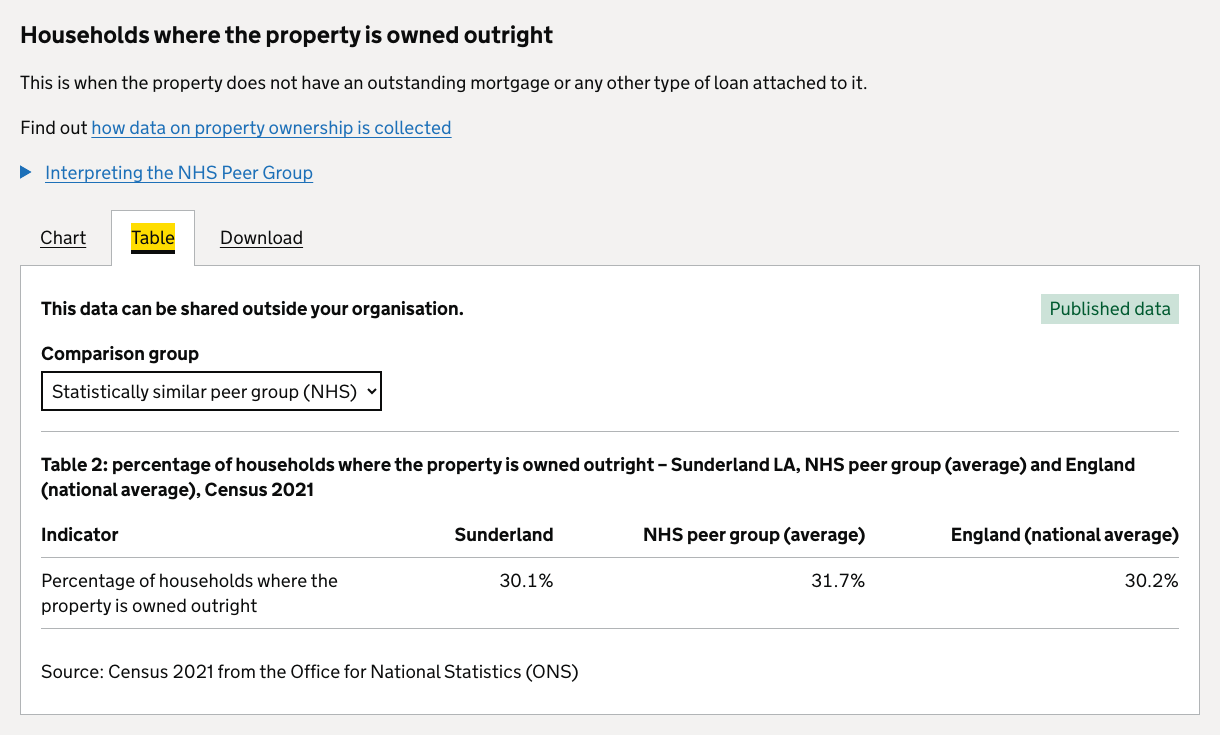 Households where the property is owned outright
This is when the property does not have an outstanding mortgage or any other type of loan attached to it.
Find out how data on property ownership is collected
Interpreting the NHS Peer Group
Chart Table Download
This data can be shared outside your organisation. Published data
Comparison group
Statistically similar peer group (NHS)
Table 2: percentage of households where the property is owned outright – Sunderland LA, NHS peer group (average) and England
(national average), Census 2021
Indicator Sunderland NHS peer group (average) England (national average)
Percentage of households where the 30.1% 31.7% 30.2%
property is owned outright
Source: Census 2021 from the Office for National Statistics (ONS)